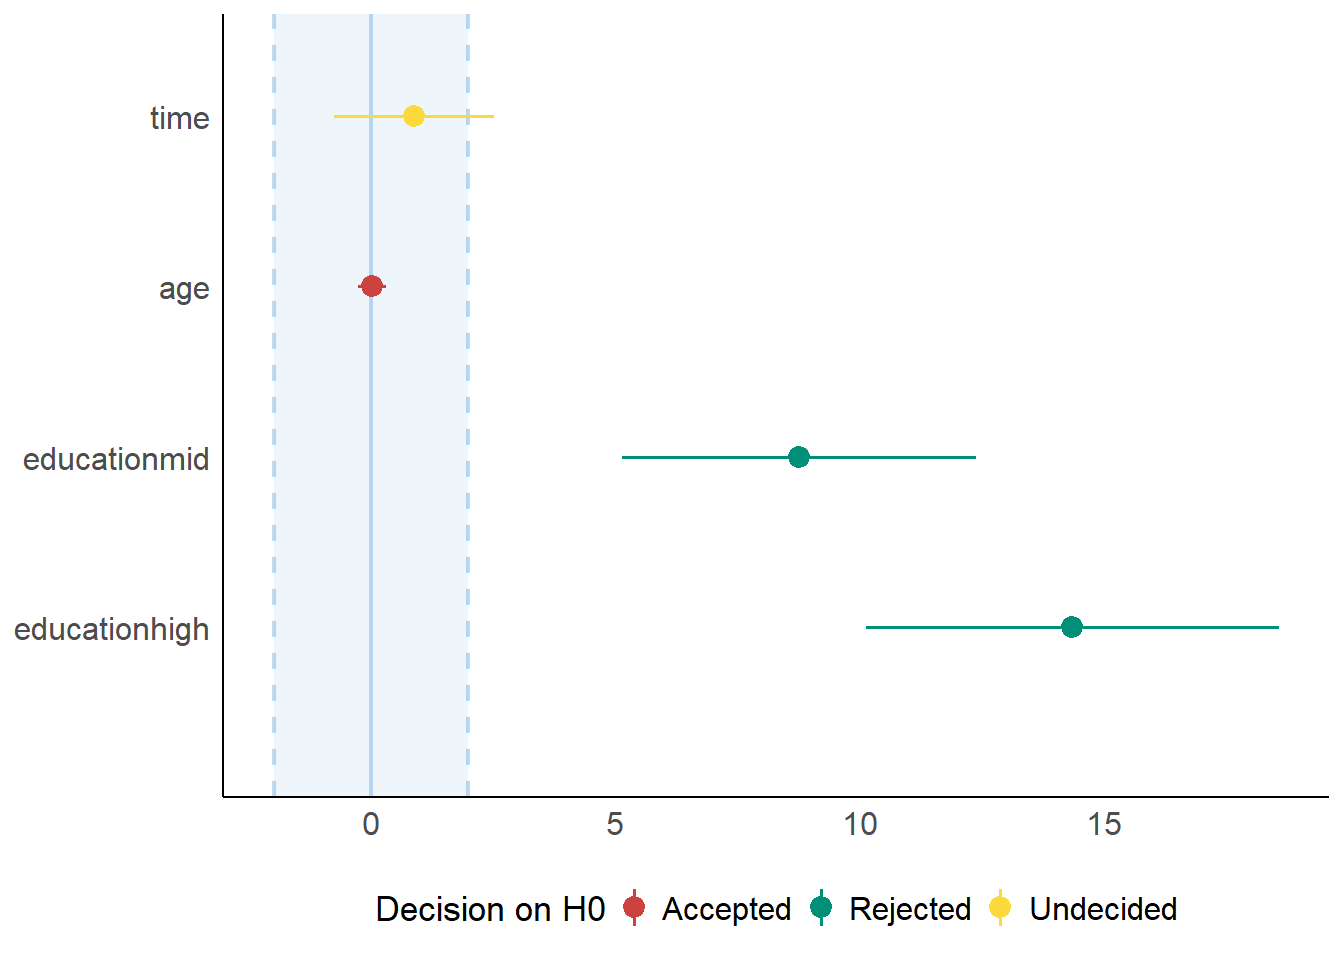 time
age
educationmid
educationhigh
0 5 10 15
Decision on H0 Accepted Rejected Undecided